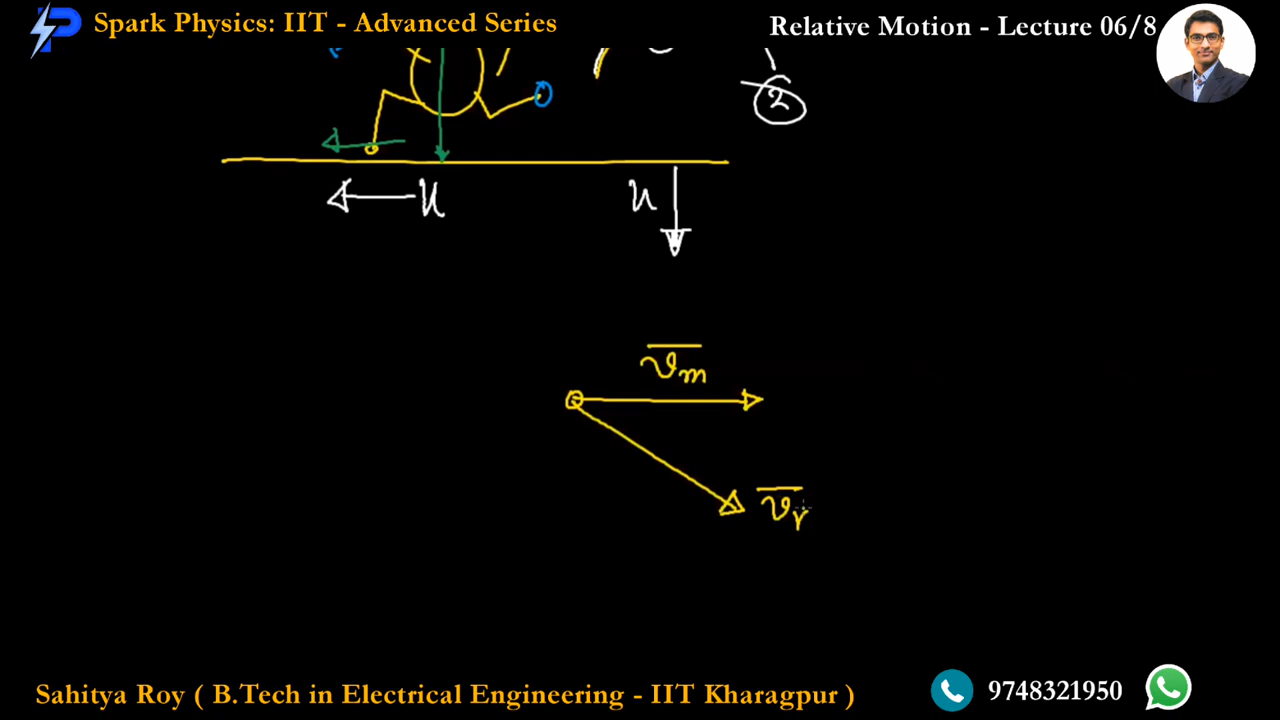 Spark Physics: IIT - Advanced Series
Relative Motion - Lecture 06/8
2
u
u
v̅m
v̅r
Sahitya Roy ( B.Tech in Electrical Engineering - IIT Kharagpur )
9748321950